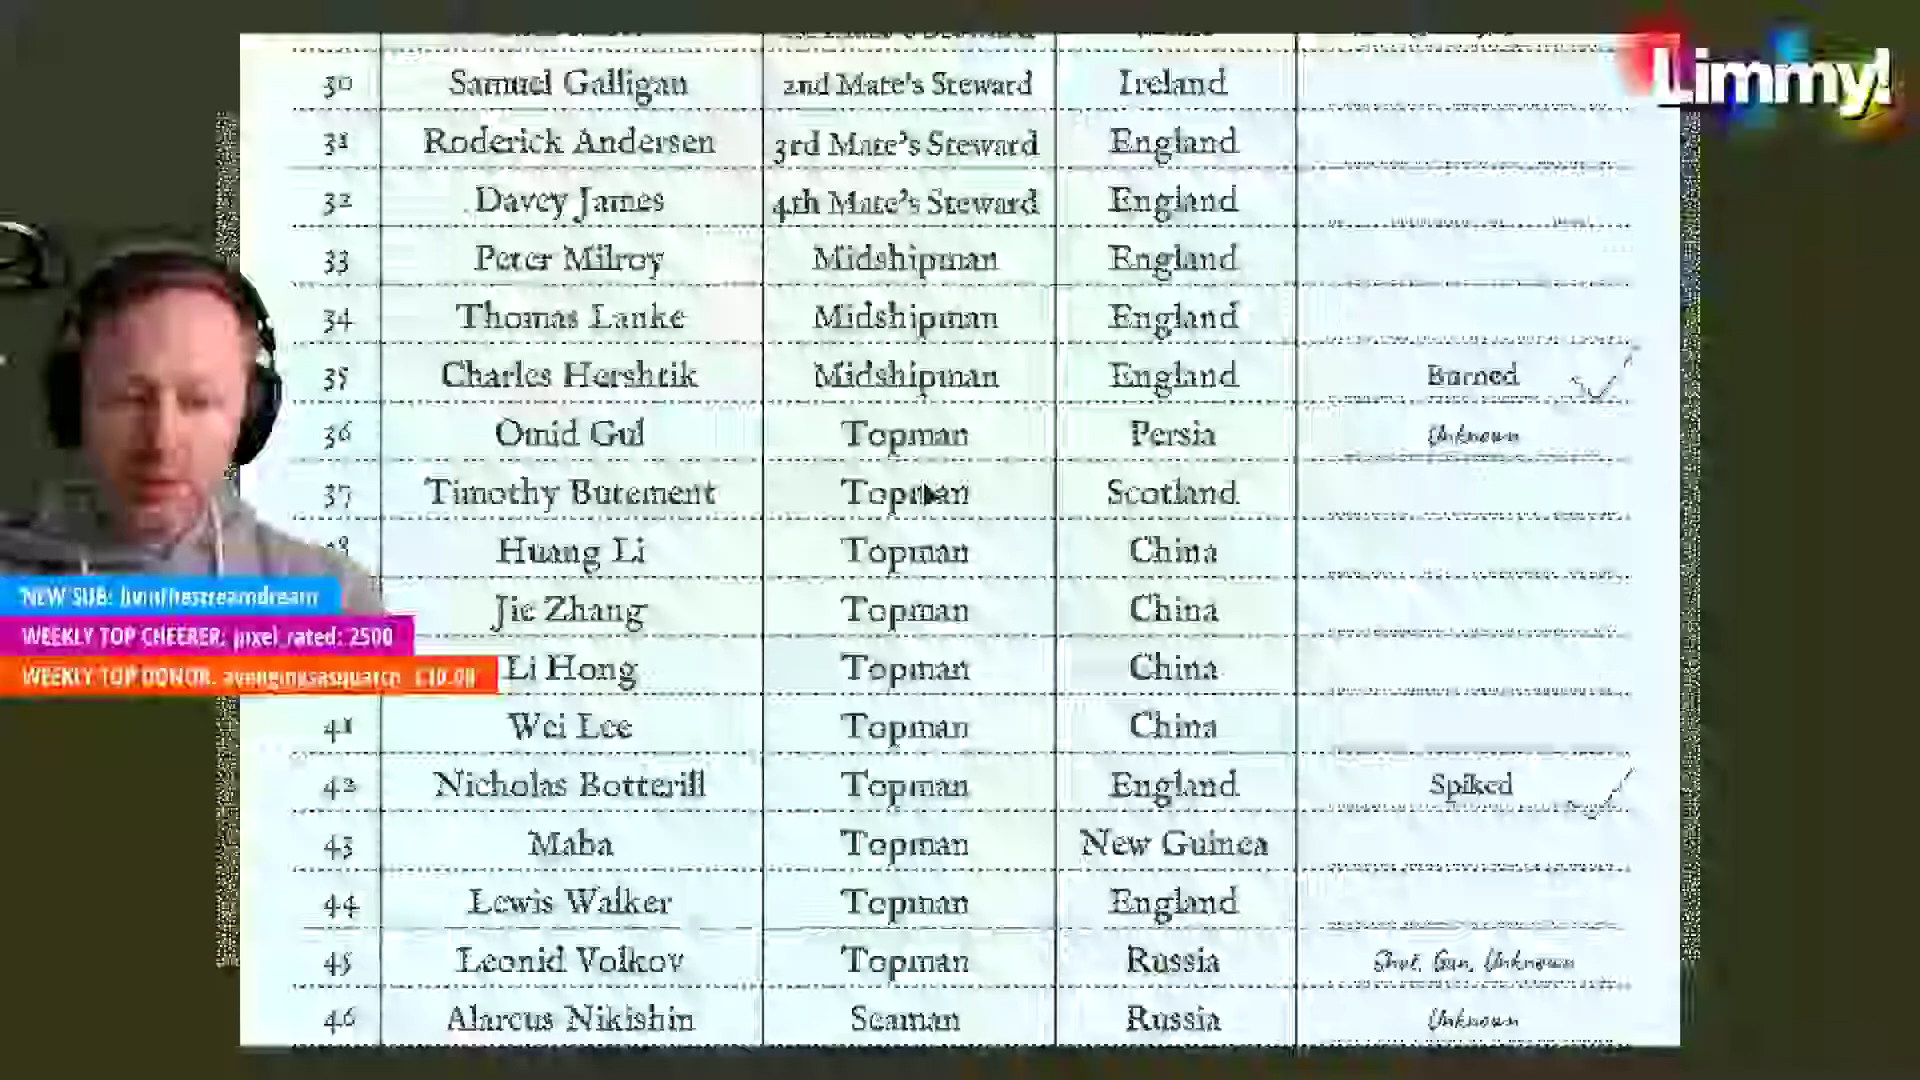 Limmy!
30 Samuel Galligan 2nd Mate's Steward Ireland
31 Roderick Andersen 3rd Mate's Steward England
32 Davey James 4th Mate's Steward England
33 Peter Milroy Midshipman England
34 Thomas Lanke Midshipman England
35 Charles Hershtik Midshipman England Burned
36 Omid Gul Topman Persia Unknown
37 Timothy Butement Topman Scotland
Huang Li Topman China
Jie Zhang Topman China
Li Hong Topman China
41 Wei Lee Topman China
42 Nicholas Botterill Topman England Spiked
43 Maba Topman New Guinea
44 Lewis Walker Topman England
45 Leonid Volkov Topman Russia Shot, Gun, Unknown
46 Alarcus Nikishin Seaman Russia Unknown
NEW SUB: livinthestreamdream
WEEKLY TOP CHEERER: pixel_rated: 2500
WEEKLY TOP DONOR: avengingsasquatch